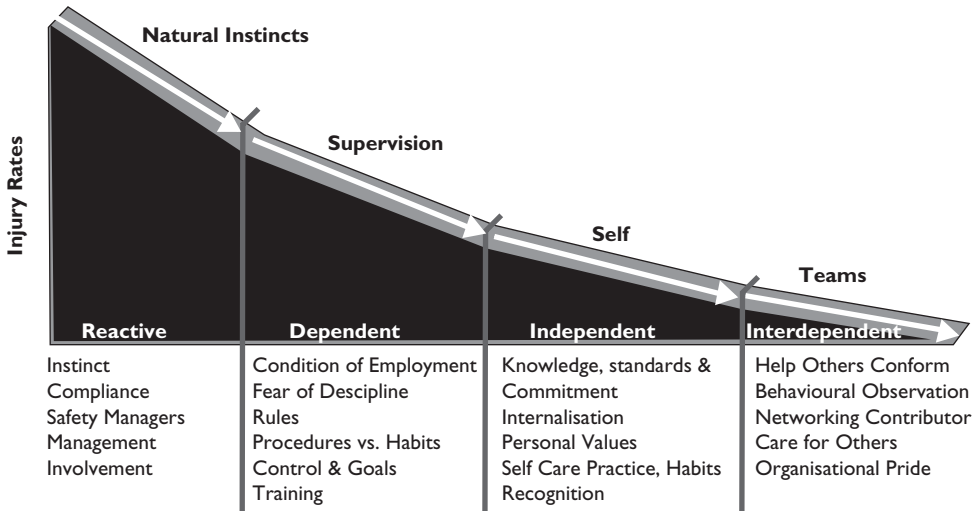 Natural Instincts
Supervision
Self
Teams
Injury Rates
Reactive
Instinct
Compliance
Safety Managers
Management
Involvement
Dependent
Condition of Employment
Fear of Descipline
Rules
Procedures vs. Habits
Control & Goals
Training
Independent
Knowledge, standards &
Commitment
Internalisation
Personal Values
Self Care Practice, Habits
Recognition
Interdependent
Help Others Conform
Behavioural Observation
Networking Contributor
Care for Others
Organisational Pride